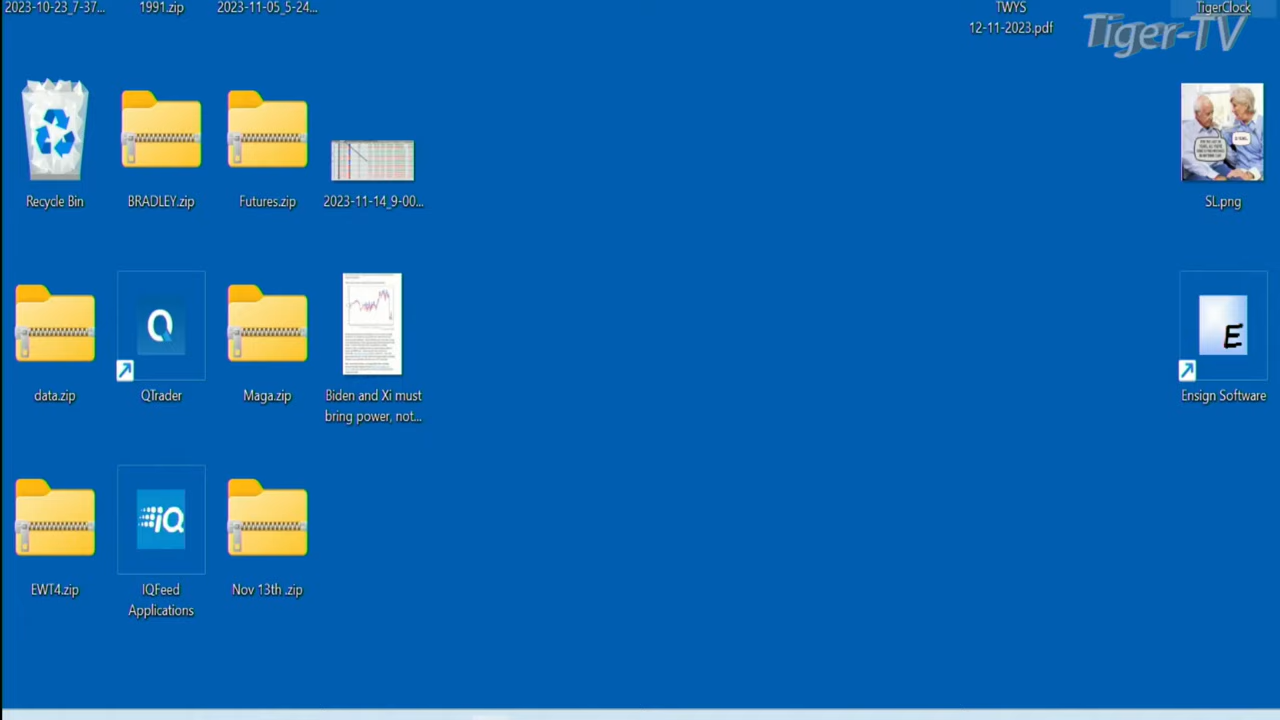 2023-10-23_7-37...
1991.zip
2023-11-05_5-24...
TWYS
12-11-2023.pdf
TigerClock
Tiger-TV
Recycle Bin
BRADLEY.zip
Futures.zip
2023-11-14_9-00...
SL.png
data.zip
Q
QTrader
Maga.zip
Biden and Xi must
bring power, not...
E
Ensign Software
EWT4.zip
iQ
IQFeed
Applications
Nov 13th .zip